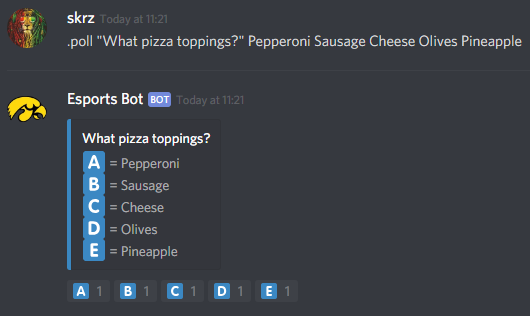 skrz Today at 11:21
.poll "What pizza toppings?" Pepperoni Sausage Cheese Olives Pineapple
Esports Bot BOT Today at 11:21
What pizza toppings?
A = Pepperoni
B = Sausage
C = Cheese
D = Olives
E = Pineapple
A 1 B 1 C 1 D 1 E 1